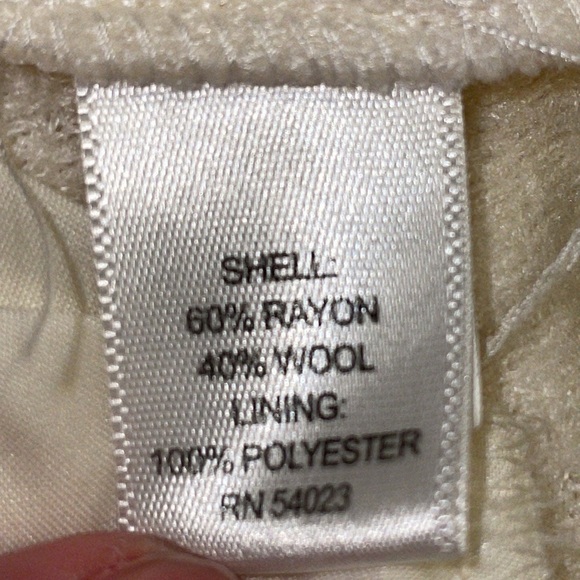 SHELL:
60% RAYON
40% WOOL
LINING:
100% POLYESTER
RN 54023